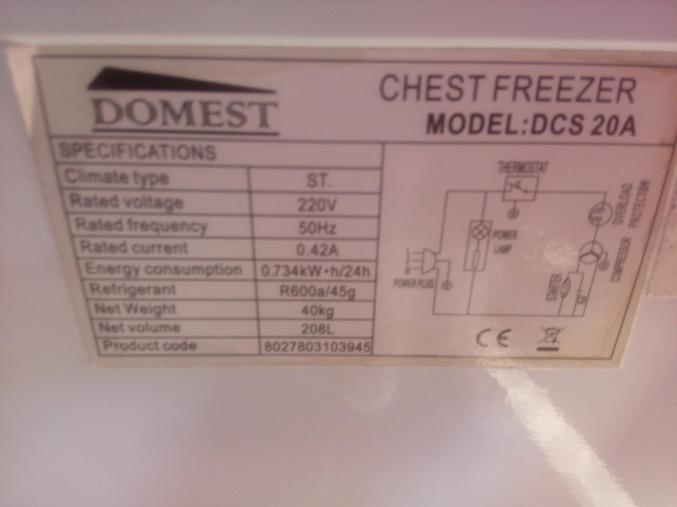 DOMEST
CHEST FREEZER
MODEL:DCS 20A
SPECIFICATIONS
Climate type ST
Rated voltage 220V
Rated frequency 50Hz
Rated current 0.42A
Energy consumption 0.734kW·h/24h
Refrigerant R600a/45g
Net Weight 40kg
Net volume 208L
Product code 8027803103945
THERMOSTAT
OVERLOAD
PROTECTOR
POWER
LAMP
COMPRESSOR
POWER PLUG
STARTER
CE